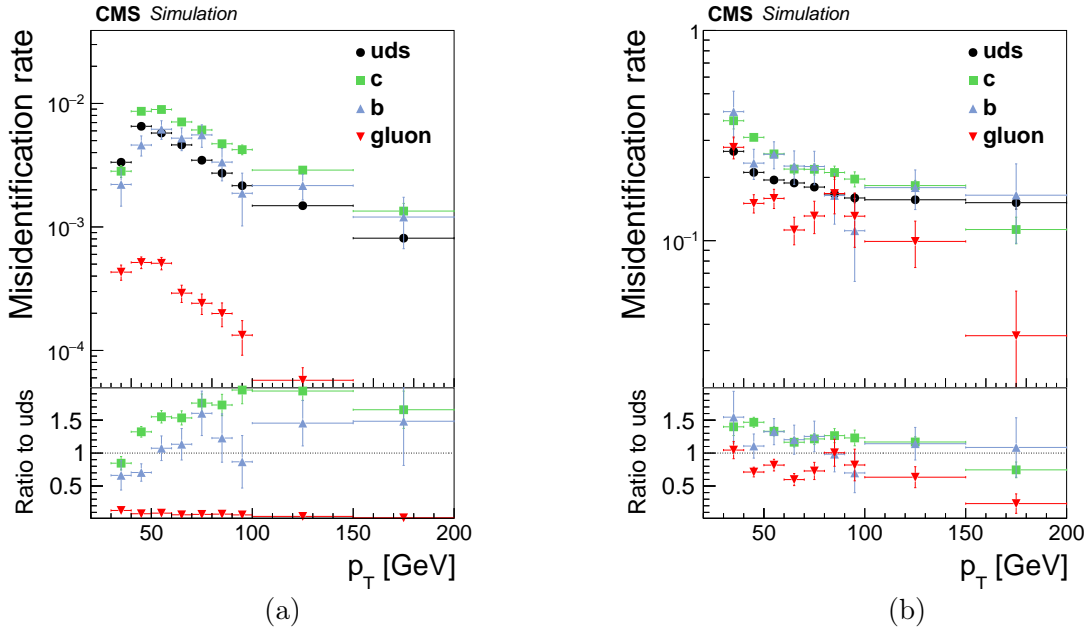 CMS Simulation
Misidentification rate
10⁻²
10⁻³
10⁻⁴
uds
c
b
gluon
Ratio to uds
1.5
1
0.5
50 100 150 200
p_T [GeV]
(a)
CMS Simulation
Misidentification rate
1
10⁻¹
uds
c
b
gluon
Ratio to uds
1.5
1
0.5
50 100 150 200
p_T [GeV]
(b)